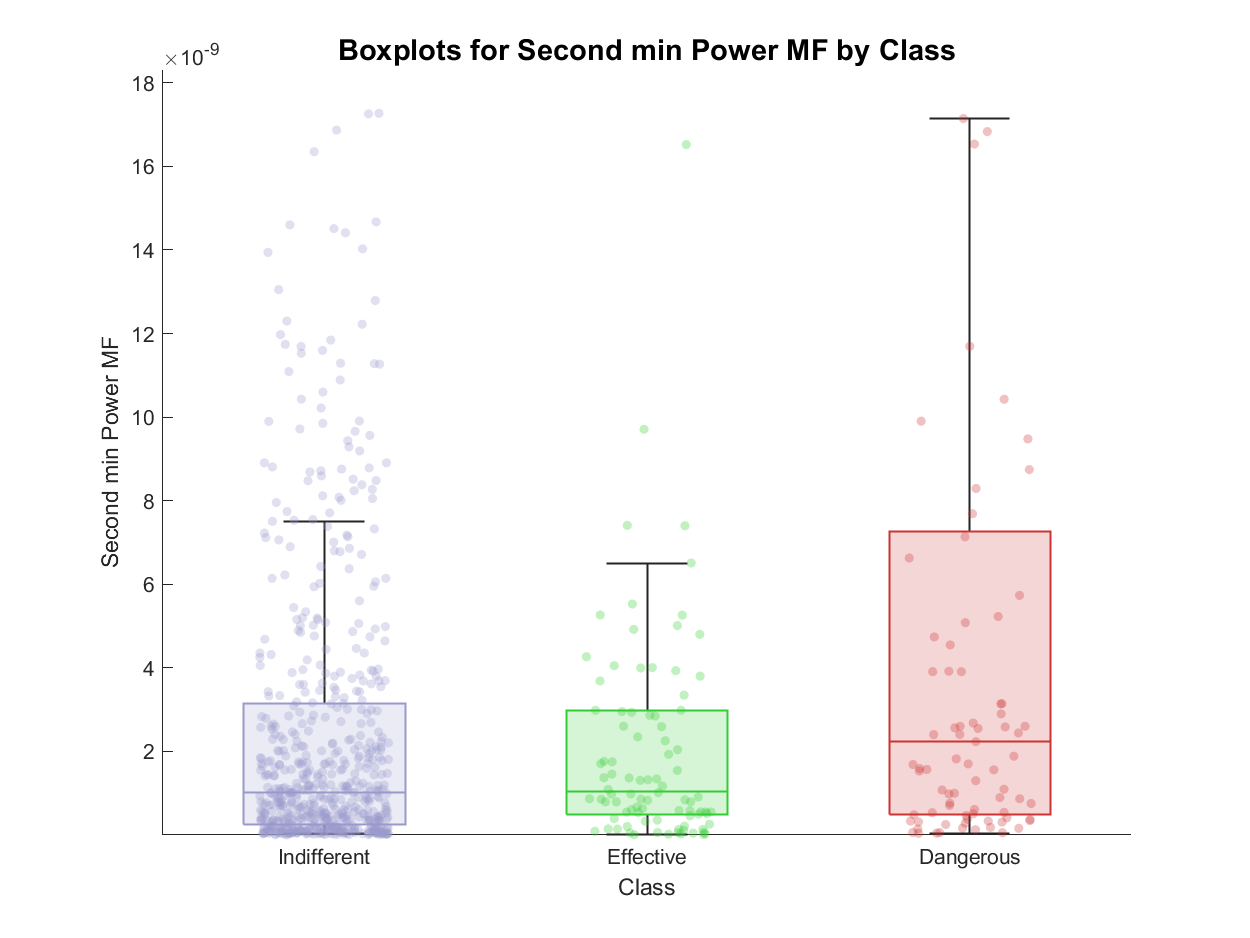 Boxplots for Second min Power MF by Class
×10-9
18
16
14
12
10
8
6
4
2
Second min Power MF
Indifferent Effective Dangerous
Class